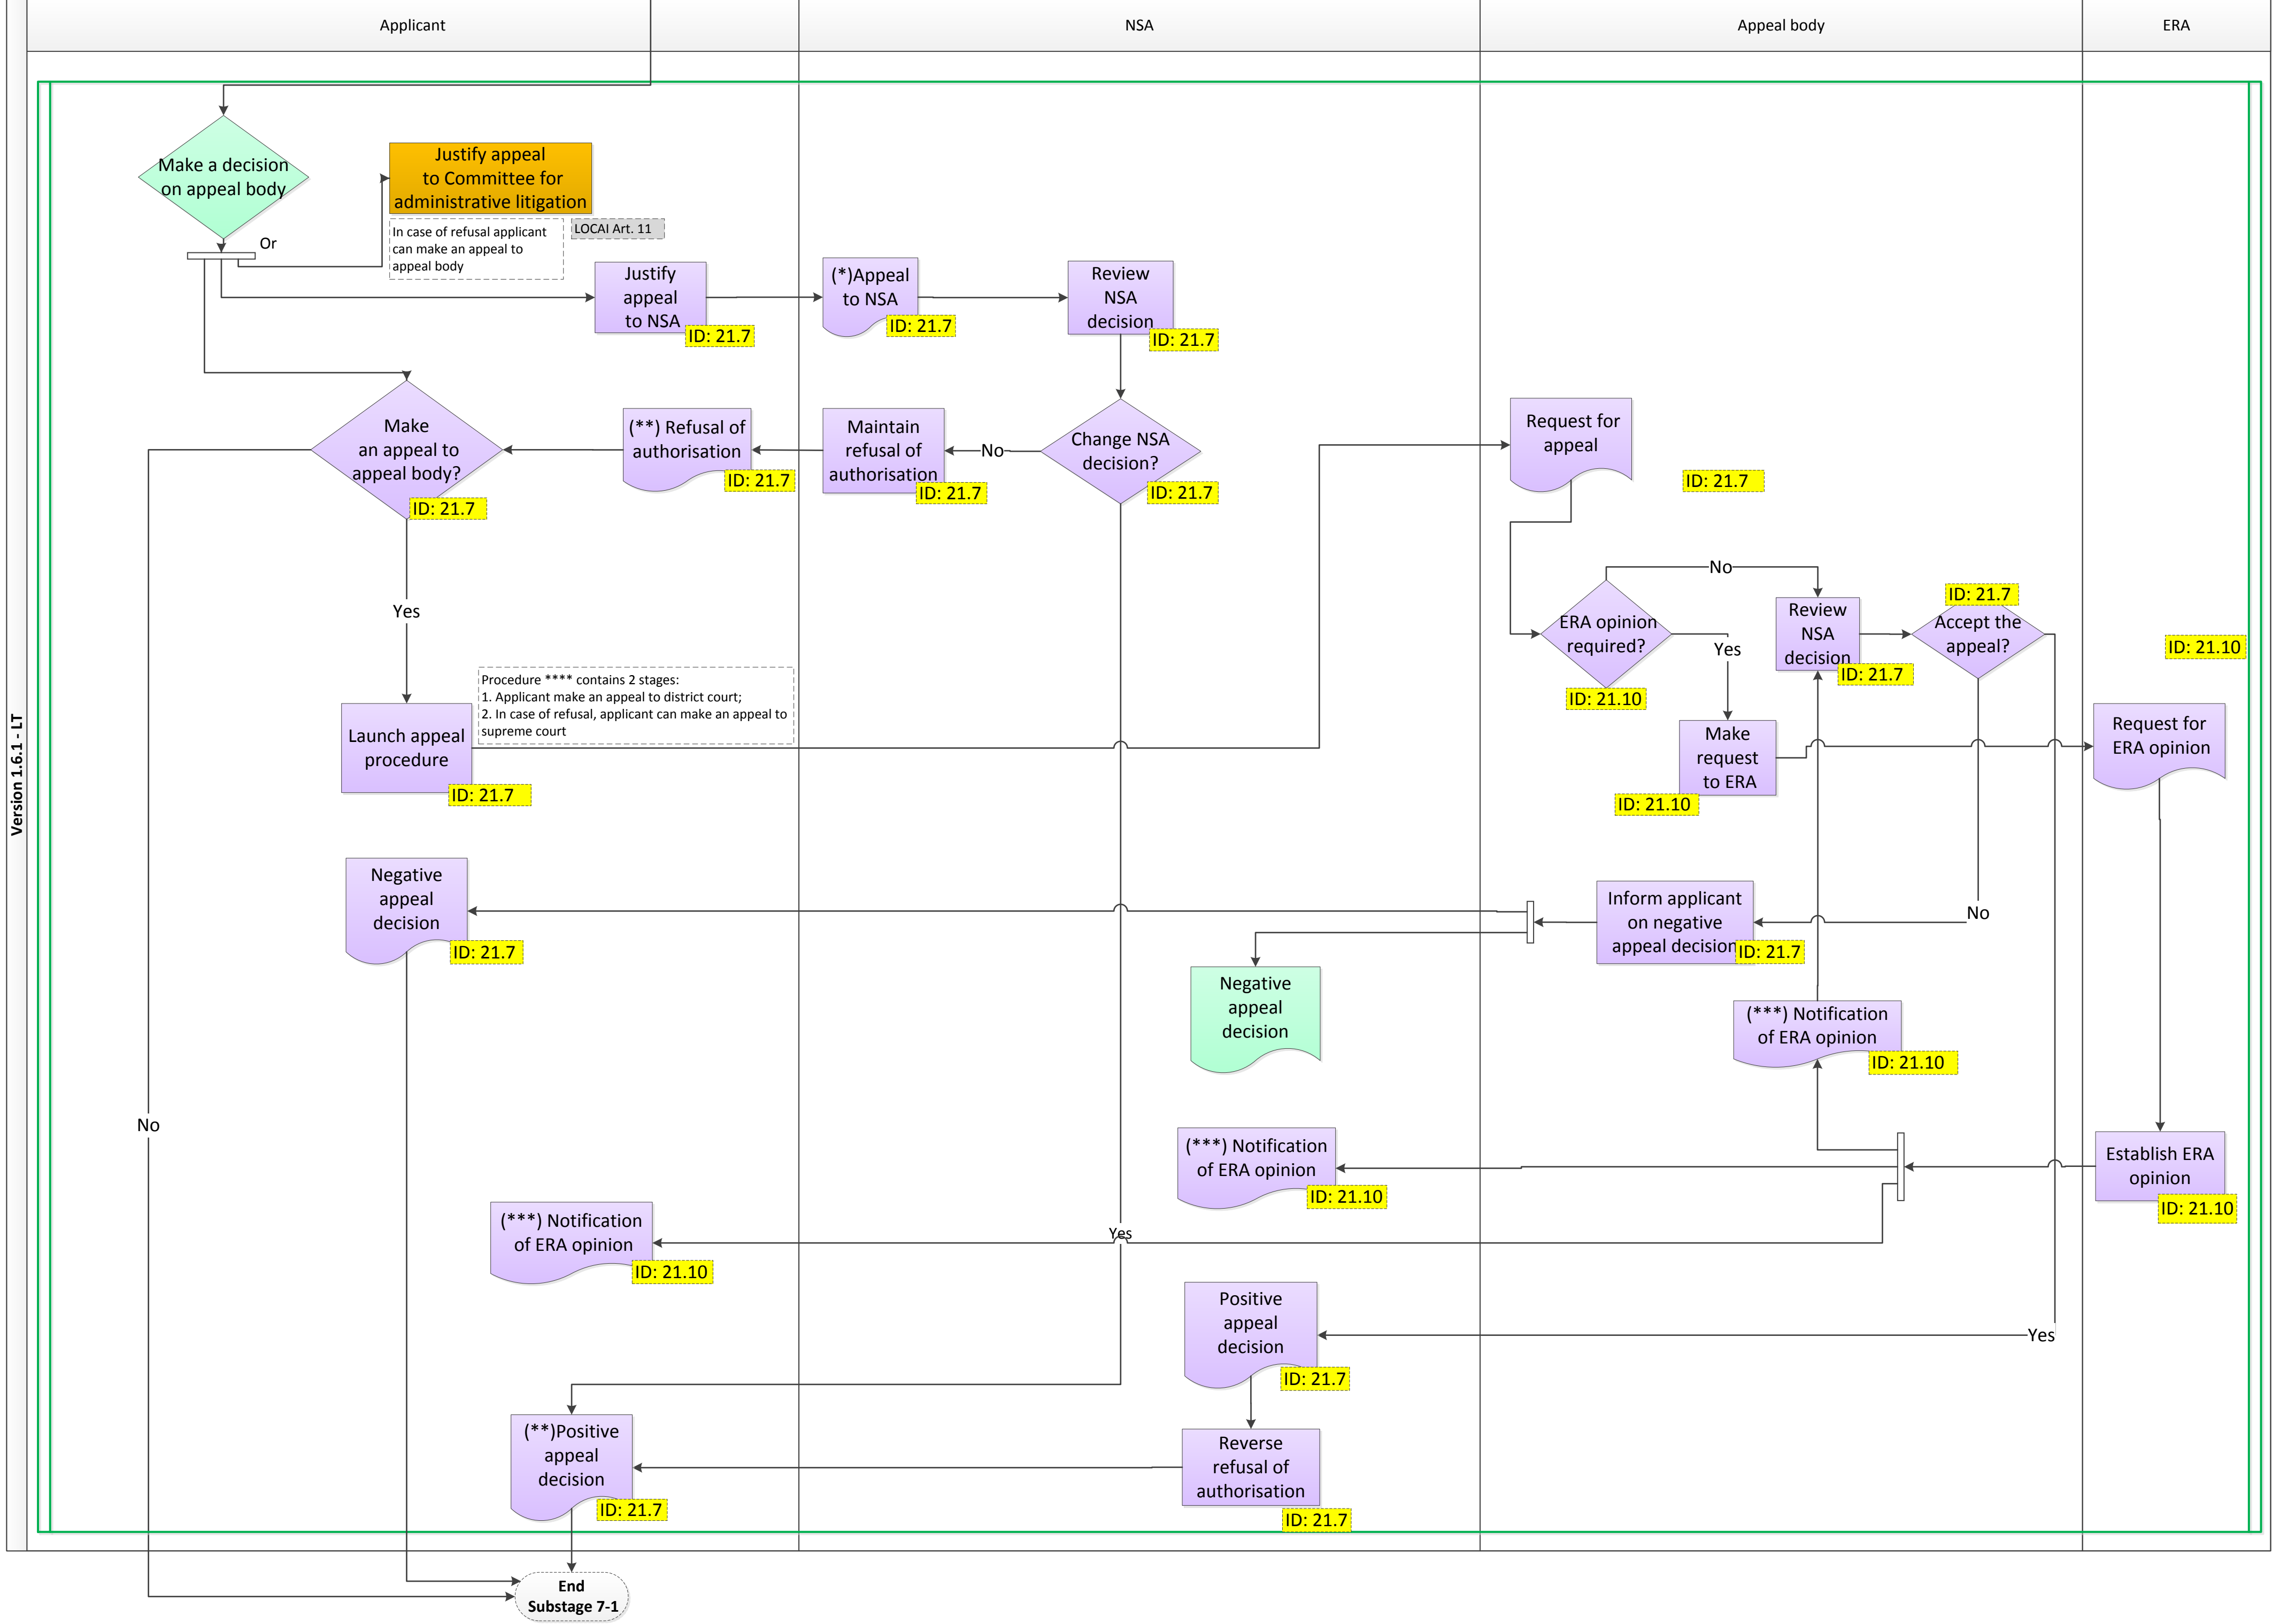 Applicant
NSA
Appeal body
ERA
Version 1.6.1 - LT
Make a decision
on appeal body
Or
Justify appeal
to Committee for
administrative litigation
In case of refusal applicant
can make an appeal to
appeal body
LOCAI Art. 11
Justify
appeal
to NSA
ID: 21.7
(*)Appeal
to NSA
ID: 21.7
Review
NSA
decision
ID: 21.7
Make
an appeal to
appeal body?
ID: 21.7
(**) Refusal of
authorisation
ID: 21.7
Maintain
refusal of
authorisation
ID: 21.7
No
Change NSA
decision?
ID: 21.7
Request for
appeal
ID: 21.7
No
ERA opinion
required?
ID: 21.10
Yes
Review
NSA
decision
ID: 21.7
ID: 21.7
Accept the
appeal?
ID: 21.10
Yes
Procedure **** contains 2 stages:
1. Applicant make an appeal to district court;
2. In case of refusal, applicant can make an appeal to
supreme court
Launch appeal
procedure
ID: 21.7
Make
request
to ERA
ID: 21.10
Request for
ERA opinion
Negative
appeal
decision
ID: 21.7
Inform applicant
on negative
appeal decision
ID: 21.7
No
Negative
appeal
decision
(***) Notification
of ERA opinion
ID: 21.10
No
(***) Notification
of ERA opinion
ID: 21.10
Establish ERA
opinion
ID: 21.10
(***) Notification
of ERA opinion
ID: 21.10
Yes
Positive
appeal
decision
ID: 21.7
Yes
(**)Positive
appeal
decision
ID: 21.7
Reverse
refusal of
authorisation
ID: 21.7
End
Substage 7-1